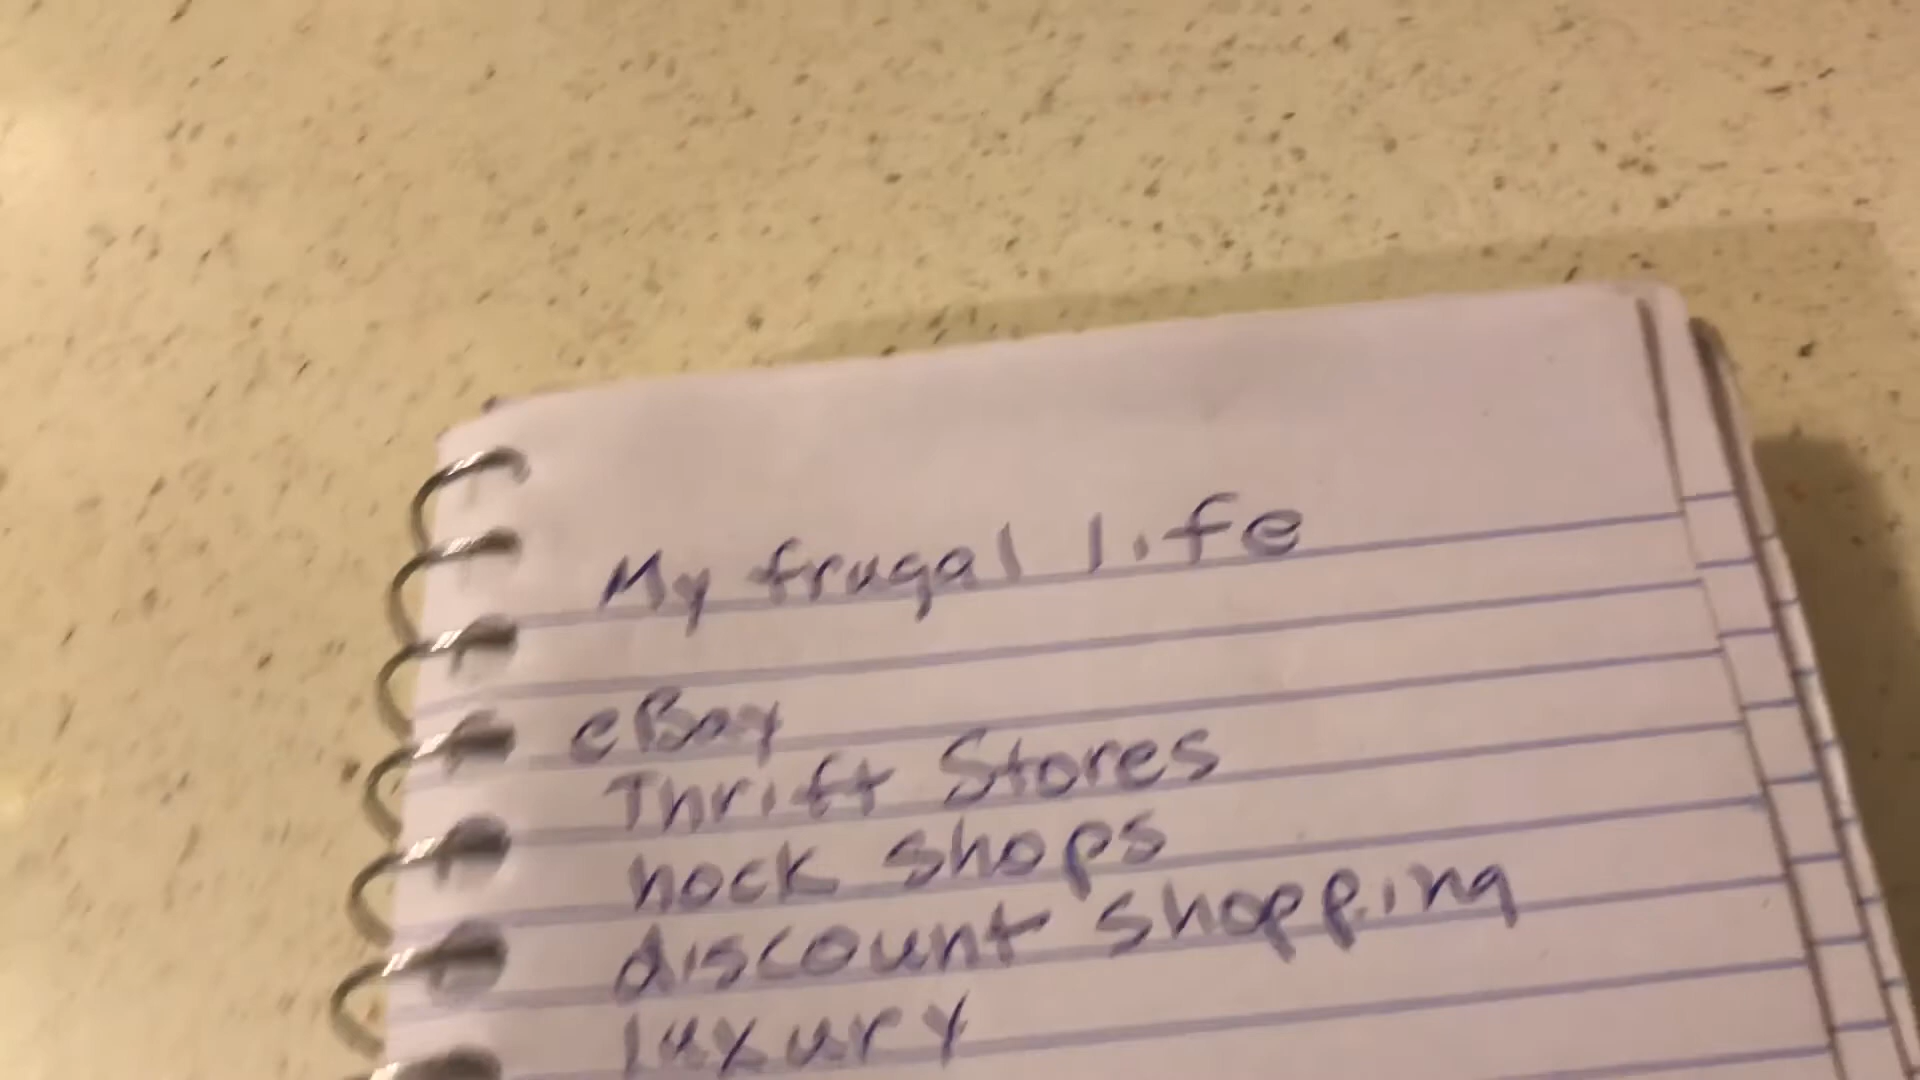 My frugal life
eBay
Thrift Stores
hock shops
discount shopping
luxury